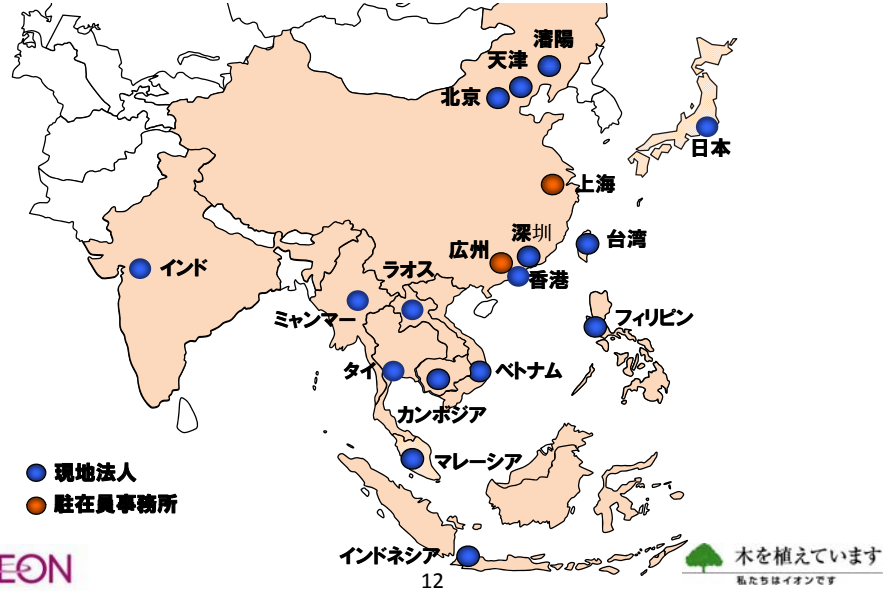 瀋陽
天津
北京
日本
上海
深圳
台湾
広州
香港
インド
ラオス
ミャンマー
フィリピン
タイ
ベトナム
カンボジア
マレーシア
現地法人
駐在員事務所
インドネシア
ÆON
12
木を植えています
私たちはイオンです